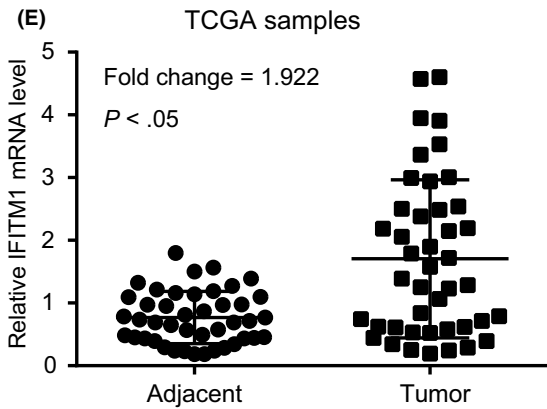 (E)
TCGA samples
Relative IFITM1 mRNA level
5
4
3
2
1
0
Fold change = 1.922
P < .05
Adjacent
Tumor